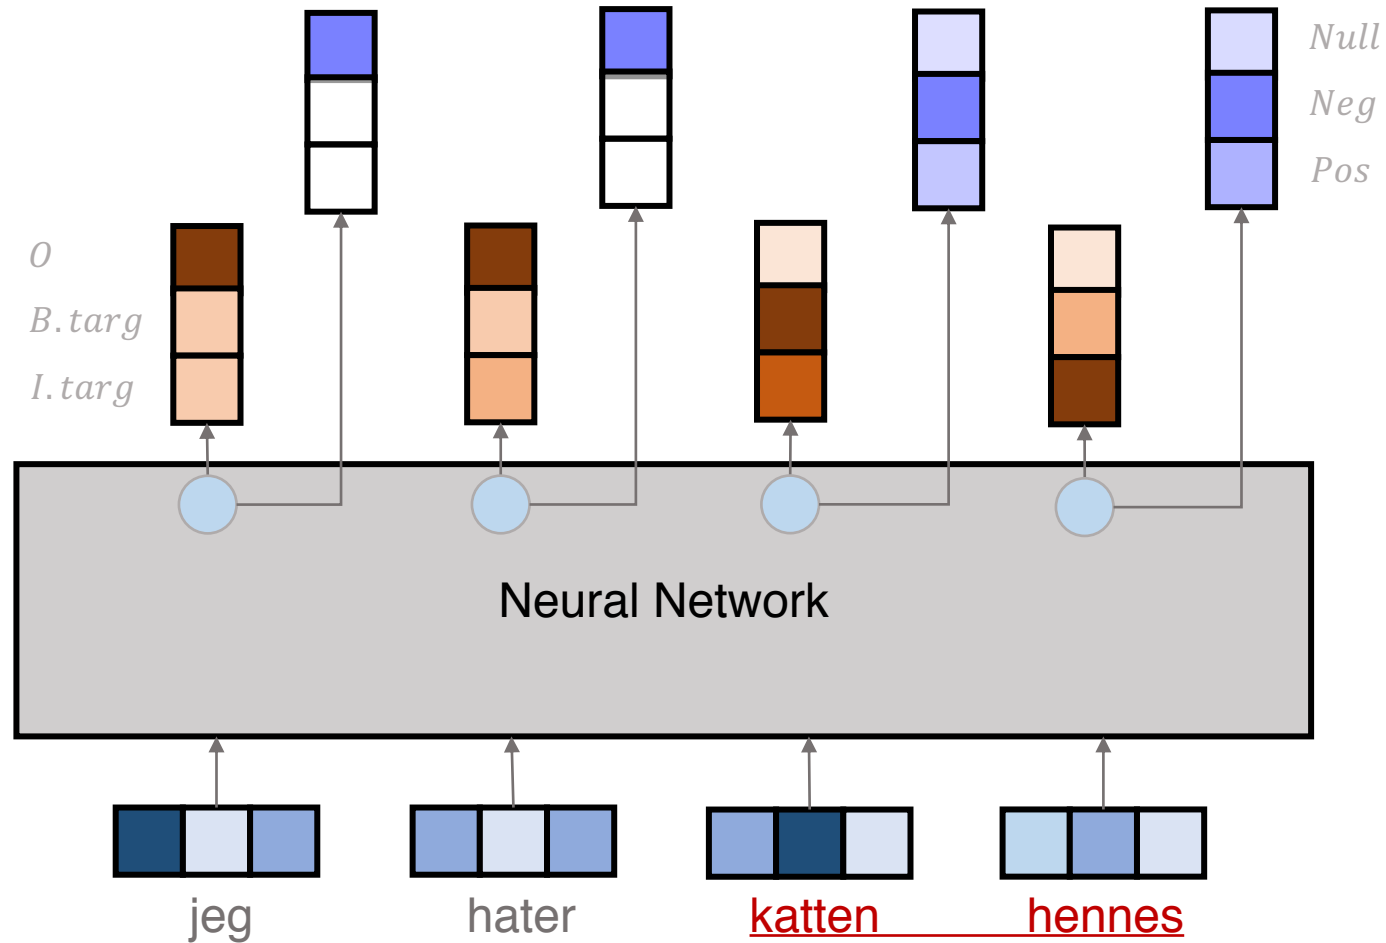 Null
Neg
Pos
O
B.targ
I.targ
Neural Network
jeg hater katten hennes